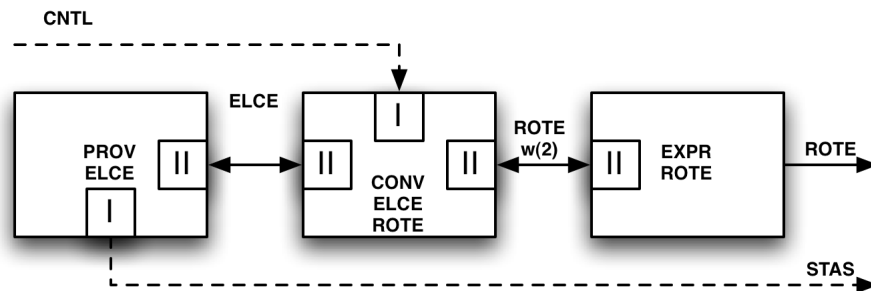 CNTL
I
ELCE
PROV
ELCE
II
I
II
II
CONV
ELCE
ROTE
ROTE
w(2)
II
EXPR
ROTE
ROTE
STAS